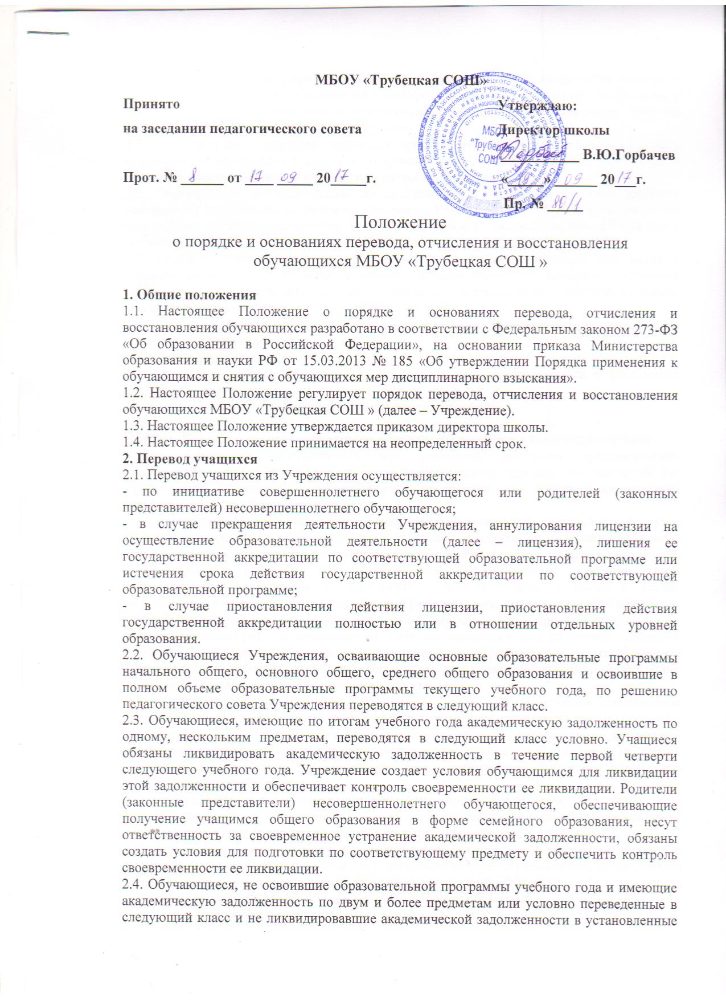 МБОУ «Трубецкая СОШ»
Принято
Утверждаю:
на заседании педагогического совета
Директор школы
В.Ю.Горбачев
Прот. № 8 от 17 09 2017г.
« » 09 2017г.
Пр. № 80/1
МБОУ
"Трубецкая
СОШ"
Положение
о порядке и основаниях перевода, отчисления и восстановления
обучающихся МБОУ «Трубецкая СОШ »
1. Общие положения
1.1. Настоящее Положение о порядке и основаниях перевода, отчисления и
восстановления обучающихся разработано в соответствии с Федеральным законом 273-ФЗ
«Об образовании в Российской Федерации», на основании приказа Министерства
образования и науки РФ от 15.03.2013 № 185 «Об утверждении Порядка применения к
обучающимся и снятия с обучающихся мер дисциплинарного взыскания».
1.2. Настоящее Положение регулирует порядок перевода, отчисления и восстановления
обучающихся МБОУ «Трубецкая СОШ » (далее – Учреждение).
1.3. Настоящее Положение утверждается приказом директора школы.
1.4. Настоящее Положение принимается на неопределенный срок.
2. Перевод учащихся
2.1. Перевод учащихся из Учреждения осуществляется:
- по инициативе совершеннолетнего обучающегося или родителей (законных
представителей) несовершеннолетнего обучающегося;
- в случае прекращения деятельности Учреждения, аннулирования лицензии на
осуществление образовательной деятельности (далее – лицензия), лишения ее
государственной аккредитации по соответствующей образовательной программе или
истечения срока действия государственной аккредитации по соответствующей
образовательной программе;
- в случае приостановления действия лицензии, приостановления действия
государственной аккредитации полностью или в отношении отдельных уровней
образования.
2.2. Обучающиеся Учреждения, осваивающие основные образовательные программы
начального общего, основного общего, среднего общего образования и освоившие в
полном объеме образовательные программы текущего учебного года, по решению
педагогического совета Учреждения переводятся в следующий класс.
2.3. Обучающиеся, имеющие по итогам учебного года академическую задолженность по
одному, нескольким предметам, переводятся в следующий класс условно. Учащиеся
обязаны ликвидировать академическую задолженность в течение первой четверти
следующего учебного года. Учреждение создает условия обучающимся для ликвидации
этой задолженности и обеспечивает контроль своевременности ее ликвидации. Родители
(законные представители) несовершеннолетнего обучающегося, обеспечивающие
получение учащимся общего образования в форме семейного образования, несут
ответственность за своевременное устранение академической задолженности, обязаны
создать условия для подготовки по соответствующему предмету и обеспечить контроль
своевременности ее ликвидации.
2.4. Обучающиеся, не освоившие образовательной программы учебного года и имеющие
академическую задолженность по двум и более предметам или условно переведенные в
следующий класс и не ликвидировавшие академической задолженности в установленные